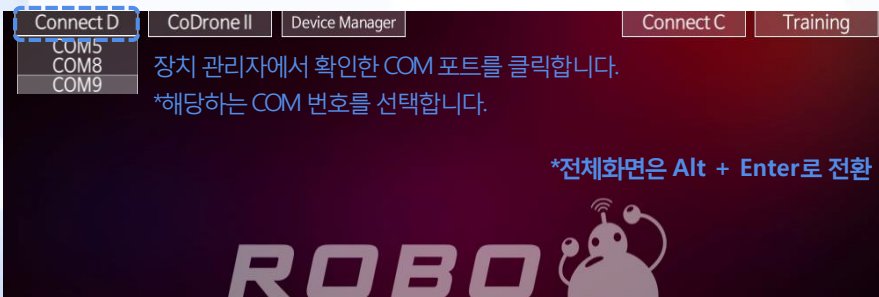 Connect D CoDrone II Device Manager Connect C Training
COM5
COM8
COM9
장치 관리자에서 확인한 COM 포트를 클릭합니다.
*해당하는 COM 번호를 선택합니다.
*전체화면은 Alt + Enter로 전환
ROBO